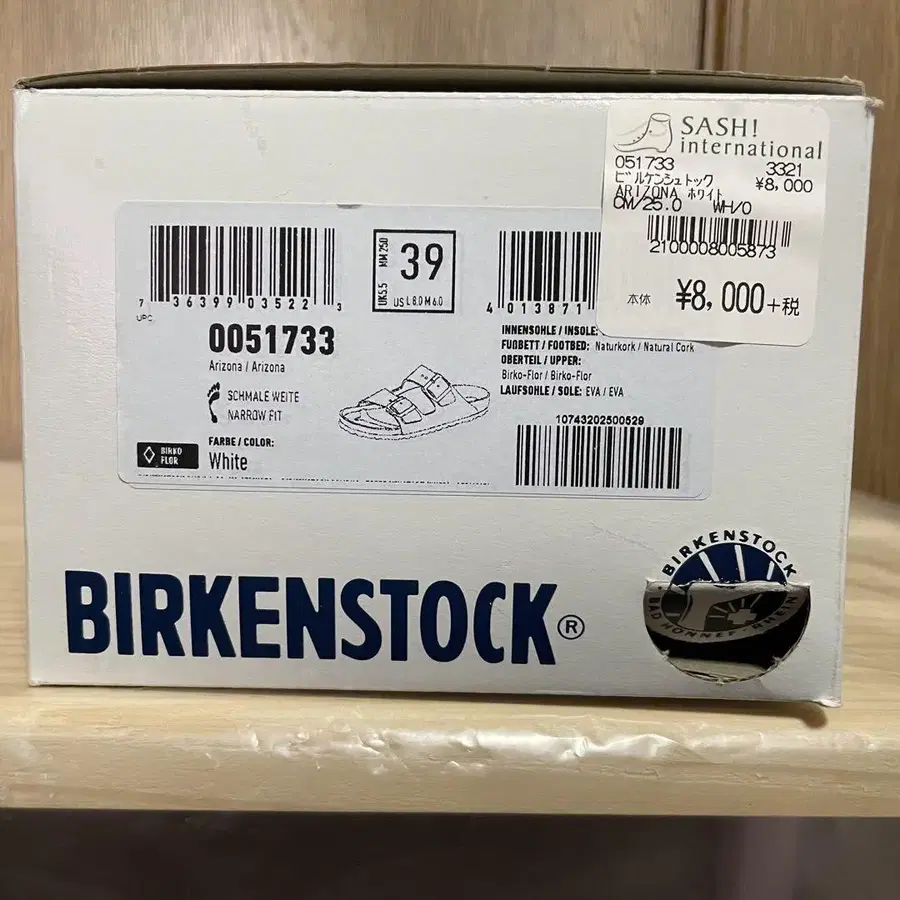 SASH!
international
051733 3321
ビルケンシュトック ¥8,000
ARIZONA ホワイト
CM/25.0 WH/0
2100008005873
本体 ¥8,000+税
7 36399 03522 3
UPC
UK5.5 MM 250
39
US L 8.0 M 6.0
4 013871
0051733
Arizona / Arizona
SCHMALE WEITE
NARROW FIT
BIRKO
FLOR
FARBE / COLOR:
White
INNENSOHLE / INSOLE:
FUẞBETT / FOOTBED: Naturkork / Natural Cork
OBERTEIL / UPPER:
Birko-Flor / Birko-Flor
LAUFSOHLE / SOLE: EVA / EVA
10743202500529
BIRKENSTOCK®
BIRKENSTOCK
BAD HONNEF-RHEIN